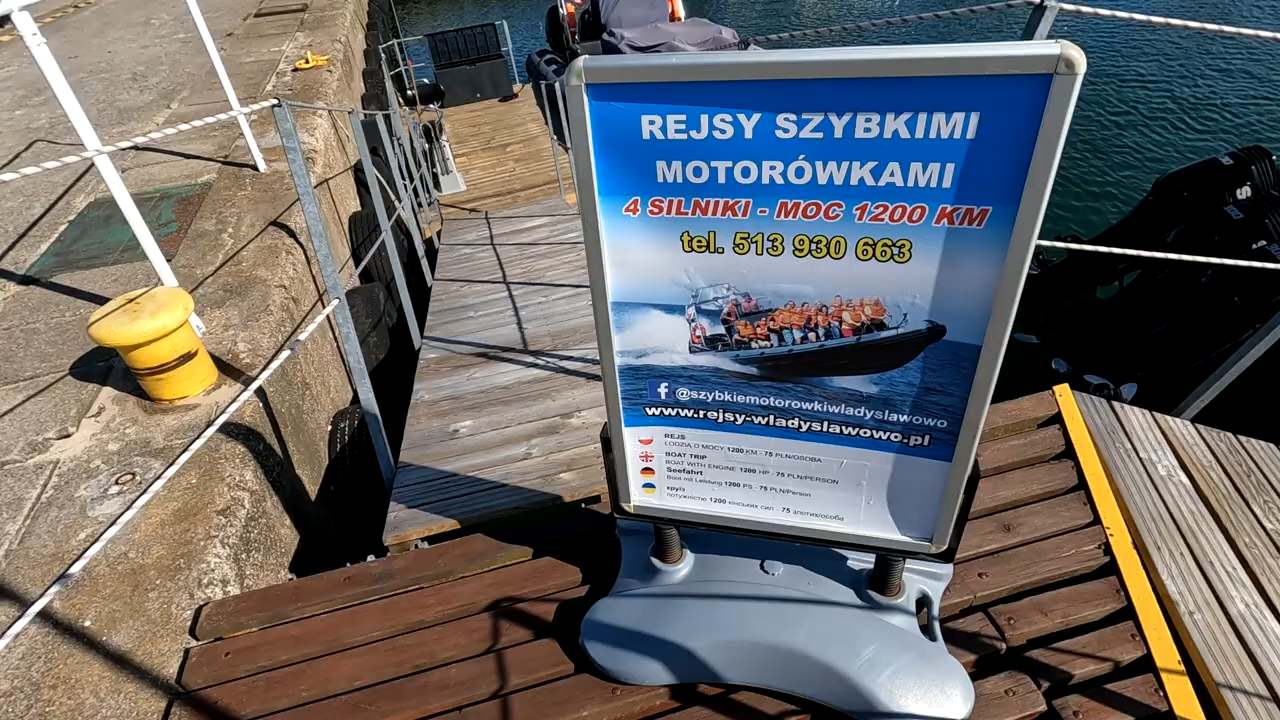 REJSY SZYBKIMI
MOTORÓWKAMI
4 SILNIKI - MOC 1200 KM
tel. 513 930 663
f @szybkiemotorowkiwladyslawowo
www.rejsy-wladyslawowo.pl
REJS
ŁODZIĄ O MOCY 1200 KM - 75 PLN/OSOBA
BOAT TRIP
BOAT WITH ENGINE 1200 HP - 75 PLN/PERSON
Seefahrt
Boot mit Leistung 1200 PS - 75 PLN/Person
круїз
потужністю 1200 кінських сил - 75 злотих/особа